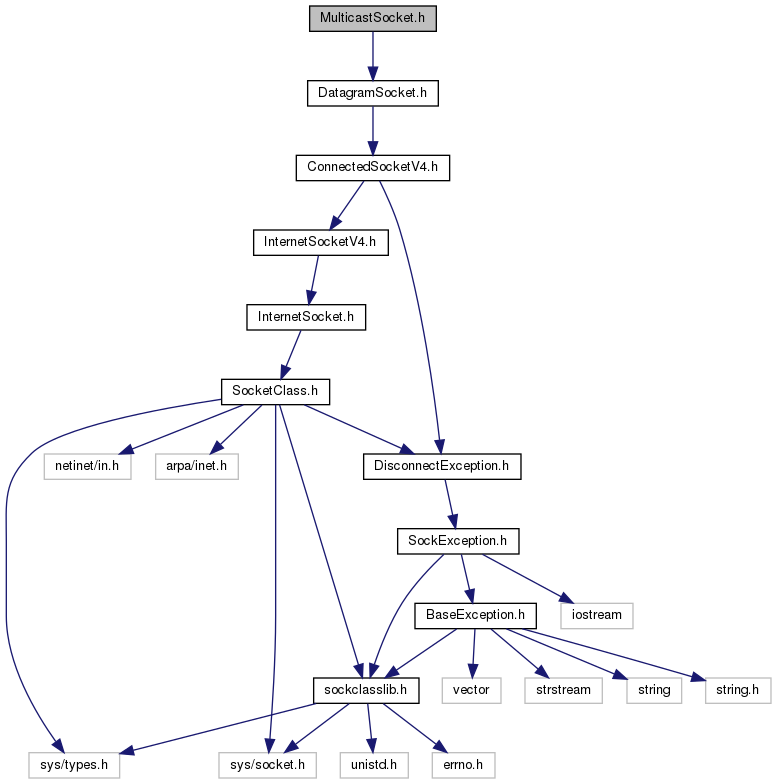 MulticastSocket.h
DatagramSocket.h
ConnectedSocketV4.h
InternetSocketV4.h
InternetSocket.h
SocketClass.h
netinet/in.h
arpa/inet.h
DisconnectException.h
SockException.h
BaseException.h
iostream
sockclasslib.h
vector
strstream
string
string.h
sys/types.h
sys/socket.h
unistd.h
errno.h